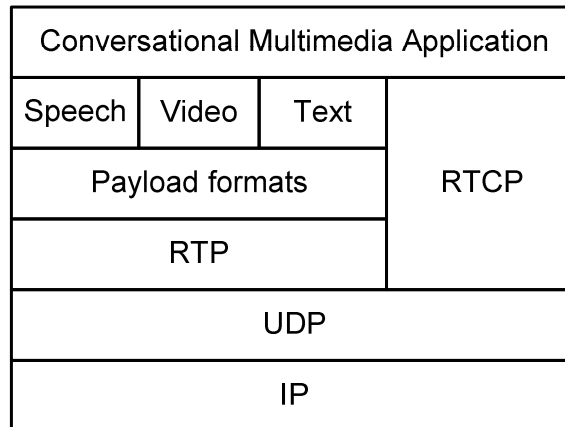 Conversational Multimedia Application
Speech
Video
Text
Payload formats
RTCP
RTP
UDP
IP